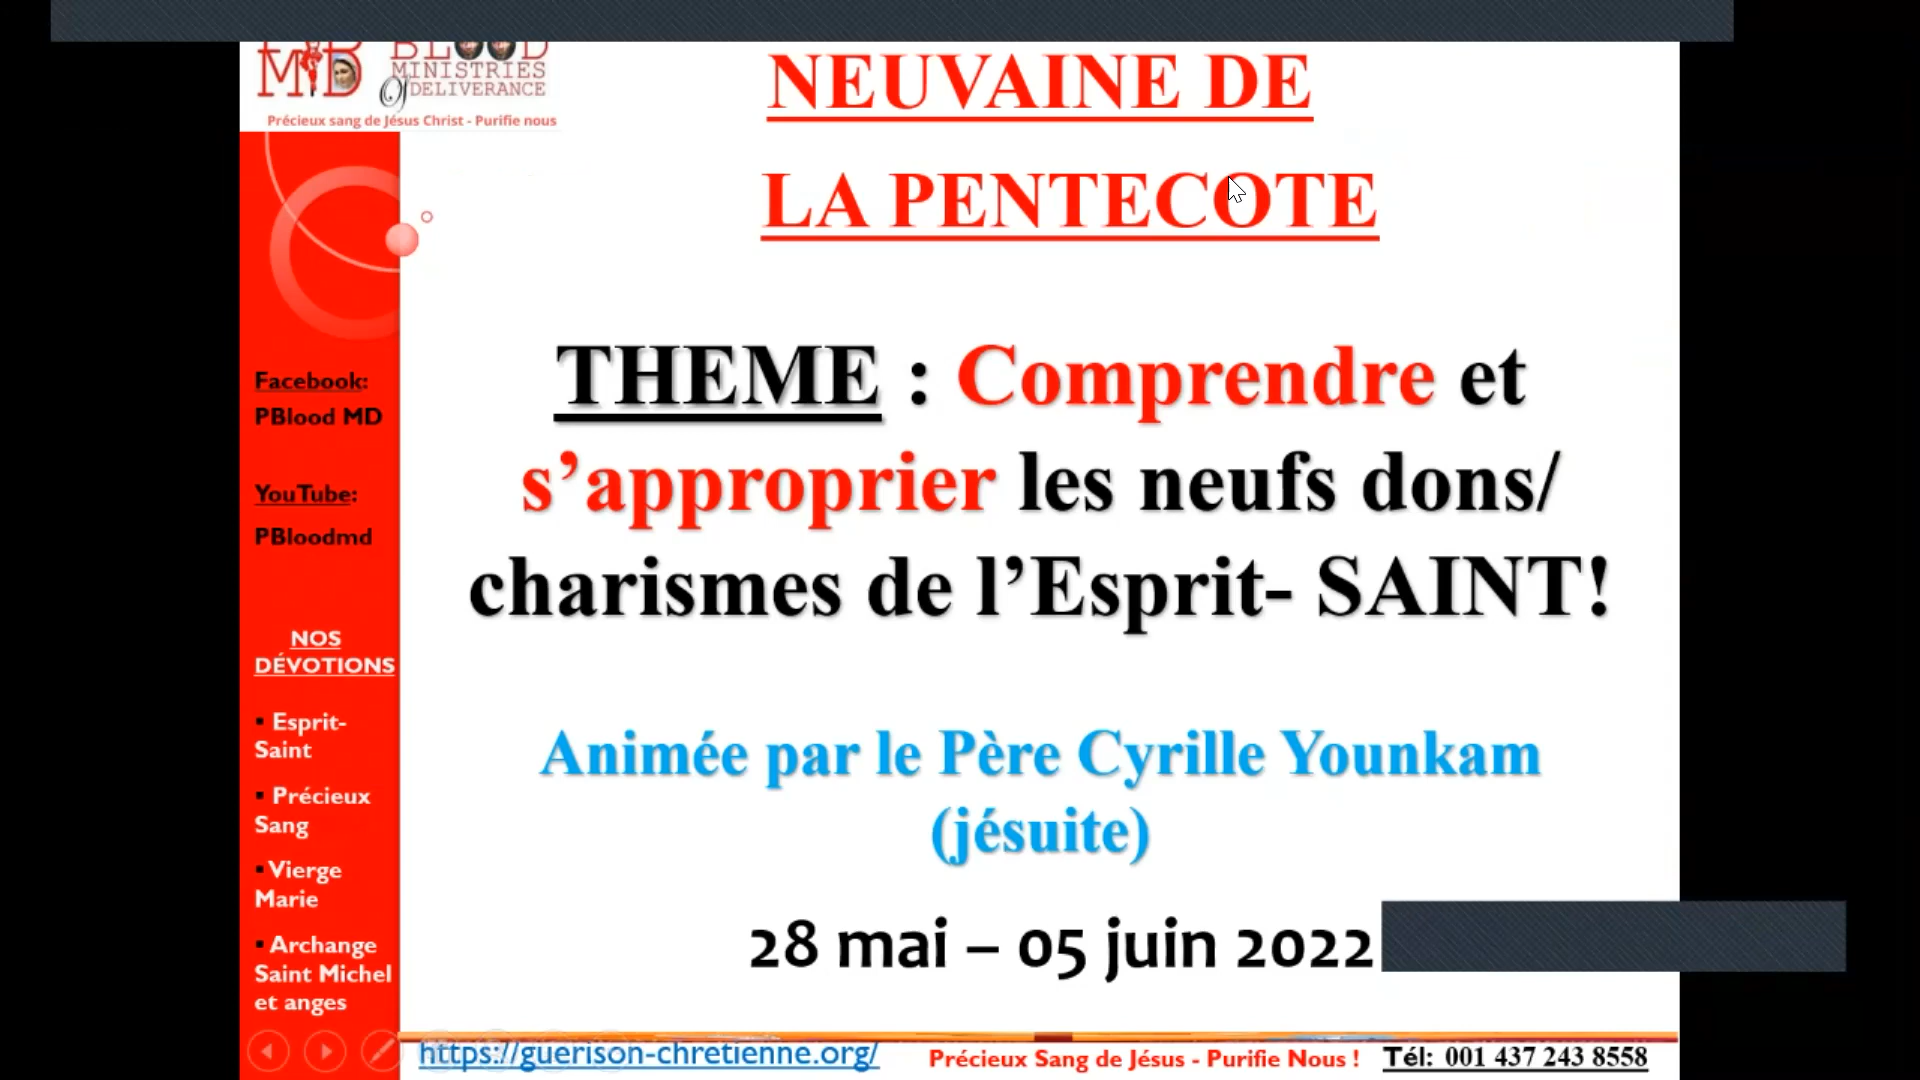 MB BLOOD
MINISTRIES
Of DELIVERANCE
Précieux sang de Jésus Christ - Purifie nous
NEUVAINE DE
LA PENTECOTE
THEME : Comprendre et
s’approprier les neufs dons/
charismes de l’Esprit- SAINT!
Animée par le Père Cyrille Younkam
(jésuite)
28 mai – 05 juin 2022
Facebook:
PBlood MD
YouTube:
PBloodmd
NOS
DÉVOTIONS
▪ Esprit-
Saint
▪ Précieux
Sang
▪ Vierge
Marie
▪ Archange
Saint Michel
et anges
https://guerison-chretienne.org/
Précieux Sang de Jésus - Purifie Nous !
Tél: 001 437 243 8558